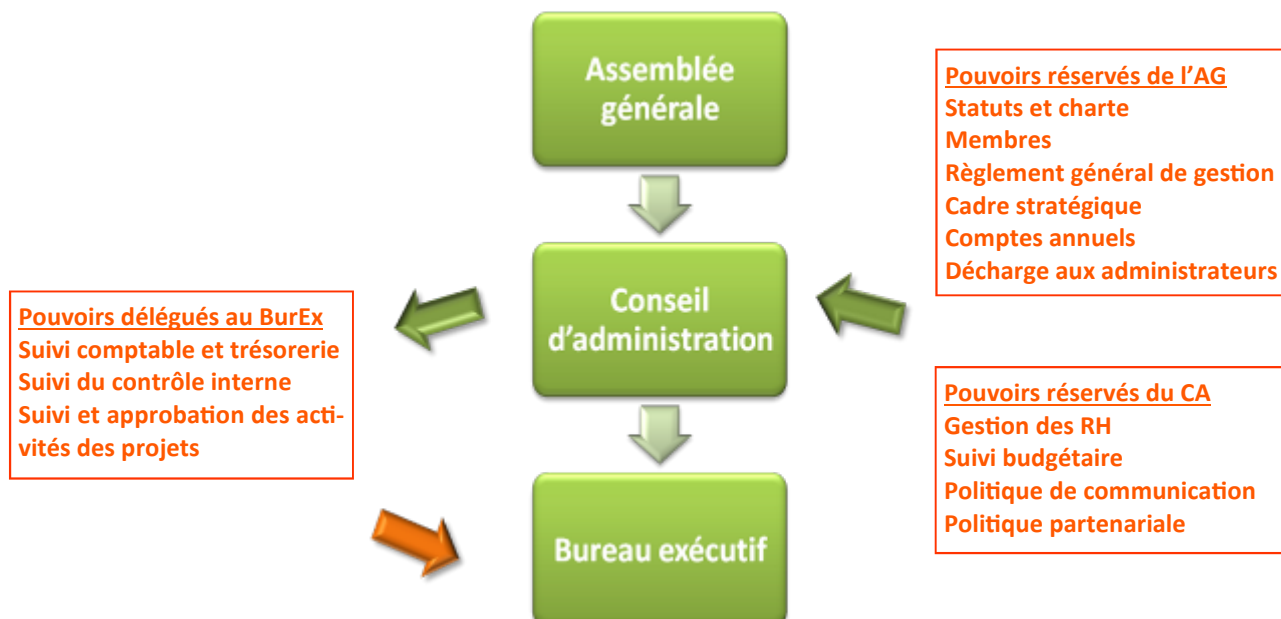 Assemblée
générale
Pouvoirs réservés de l’AG
Statuts et charte
Membres
Règlement général de gestion
Cadre stratégique
Comptes annuels
Décharge aux administrateurs
Conseil
d’administration
Pouvoirs délégués au BurEx
Suivi comptable et trésorerie
Suivi du contrôle interne
Suivi et approbation des acti-
vités des projets
Pouvoirs réservés du CA
Gestion des RH
Suivi budgétaire
Politique de communication
Politique partenariale
Bureau exécutif